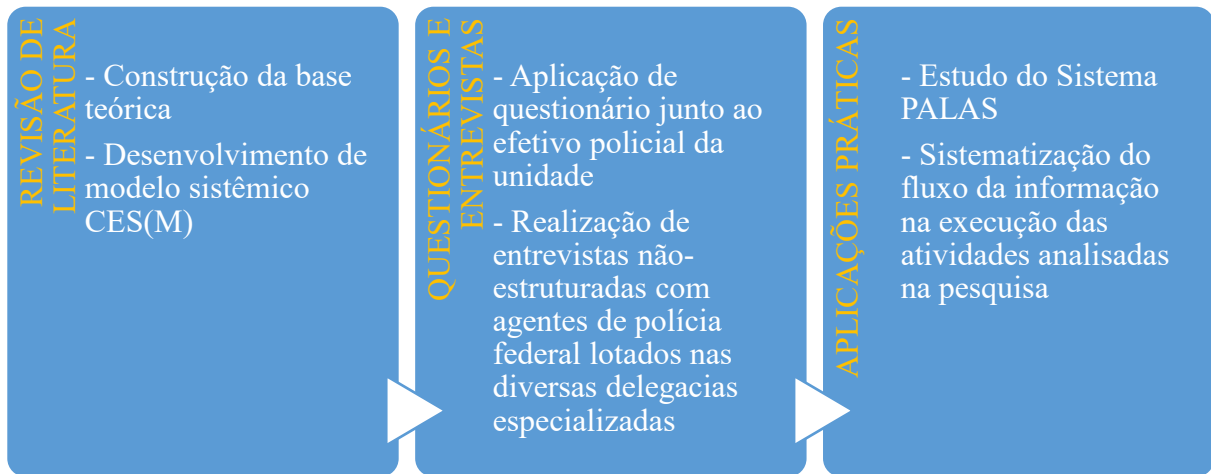 REVISÃO DE
LITERATURA
- Construção da base
teórica
- Desenvolvimento de
modelo sistêmico
CES(M)
QUESTIONÁRIOS E
ENTREVISTAS
- Aplicação de
questionário junto ao
efetivo policial da
unidade
- Realização de
entrevistas não-
estruturadas com
agentes de polícia
federal lotados nas
diversas delegacias
especializadas
APLICAÇÕES PRÁTICAS
- Estudo do Sistema
PALAS
- Sistematização do
fluxo da informação
na execução das
atividades analisadas
na pesquisa